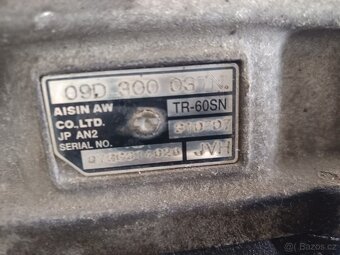 09D 300 037
AISIN AW
CO.LTD.
JP AN2
SERIAL NO.
TR-60SN
JVH
bazos.cz